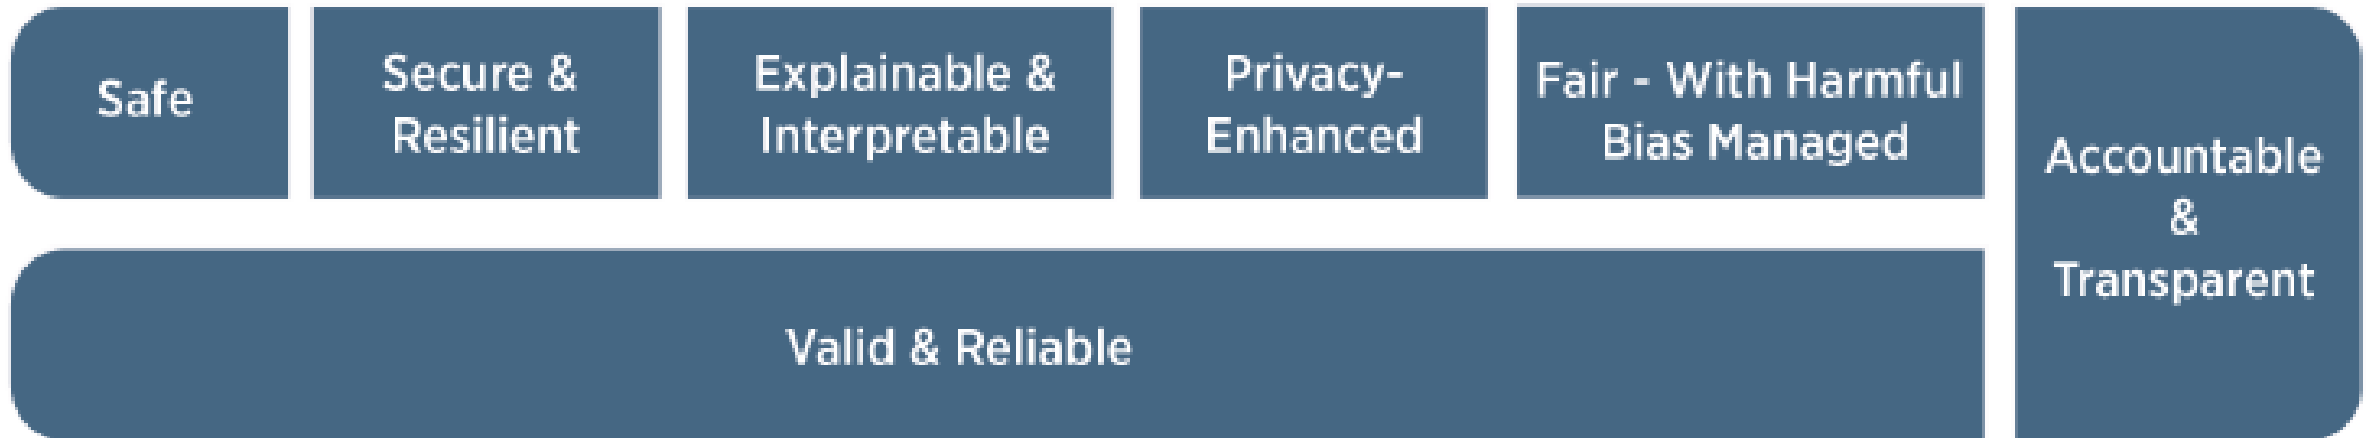 Safe
Secure &
Resilient
Explainable &
Interpretable
Privacy-
Enhanced
Fair - With Harmful
Bias Managed
Accountable
&
Transparent
Valid & Reliable